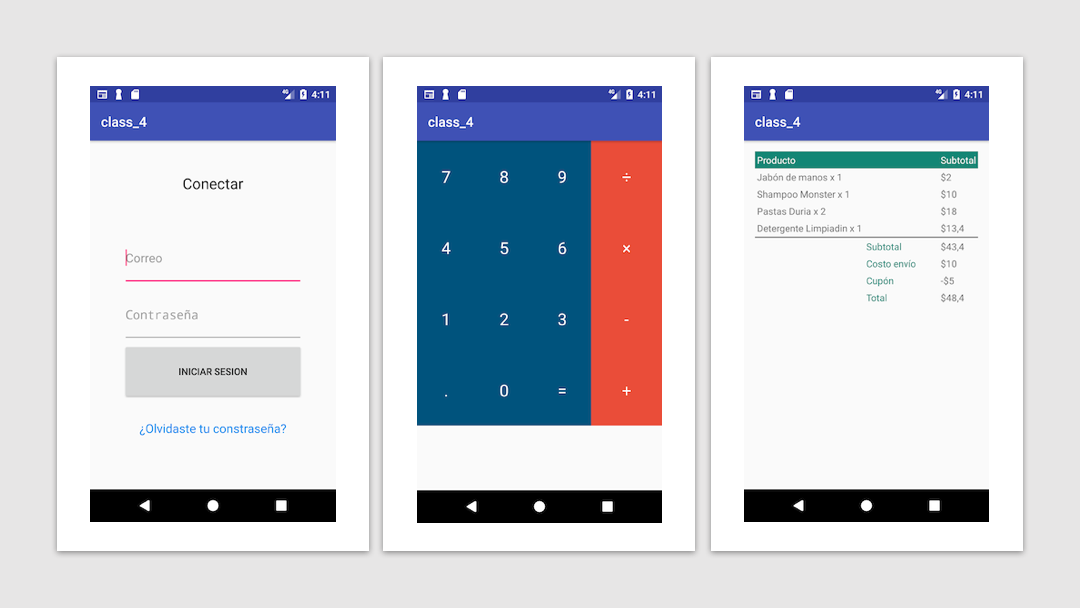 4G 4:11
class_4
Conectar
Correo
Contraseña
INICIAR SESION
¿Olvidaste tu constraseña?
4G 4:11
class_4
7 8 9 ÷
4 5 6 ×
1 2 3 -
. 0 = +
4G 4:11
class_4
Producto Subtotal
Jabón de manos x 1 $2
Shampoo Monster x 1 $10
Pastas Duria x 2 $18
Detergente Limpiadin x 1 $13,4
Subtotal $43,4
Costo envío $10
Cupón -$5
Total $48,4